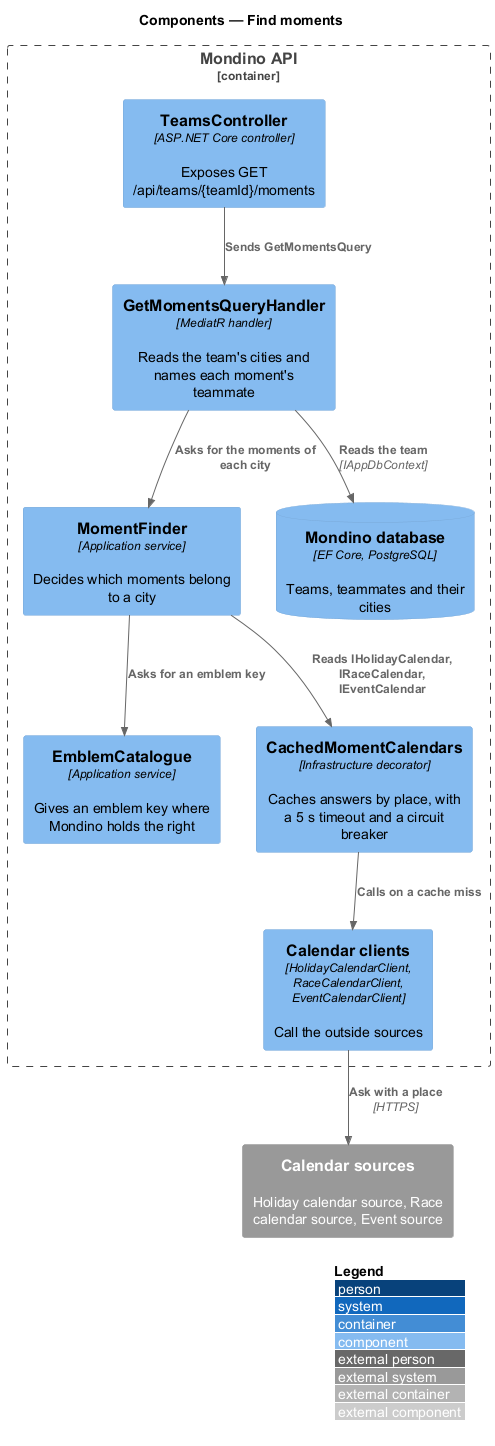 Components — Find moments
Mondino API
[container]
TeamsController
[ASP.NET Core controller]
Exposes GET
/api/teams/{teamId}/moments
Sends GetMomentsQuery
GetMomentsQueryHandler
[MediatR handler]
Reads the team's cities and
names each moment's
teammate
Asks for the moments of
each city
Reads the team
[IAppDbContext]
MomentFinder
[Application service]
Decides which moments belong
to a city
Mondino database
[EF Core, PostgreSQL]
Teams, teammates and their
cities
Asks for an emblem key
Reads IHolidayCalendar,
IRaceCalendar,
IEventCalendar
EmblemCatalogue
[Application service]
Gives an emblem key where
Mondino holds the right
CachedMomentCalendars
[Infrastructure decorator]
Caches answers by place, with
a 5 s timeout and a circuit
breaker
Calls on a cache miss
Calendar clients
[HolidayCalendarClient,
RaceCalendarClient,
EventCalendarClient]
Call the outside sources
Ask with a place
[HTTPS]
Calendar sources
Holiday calendar source, Race
calendar source, Event source
Legend
person
system
container
component
external person
external system
external container
external component